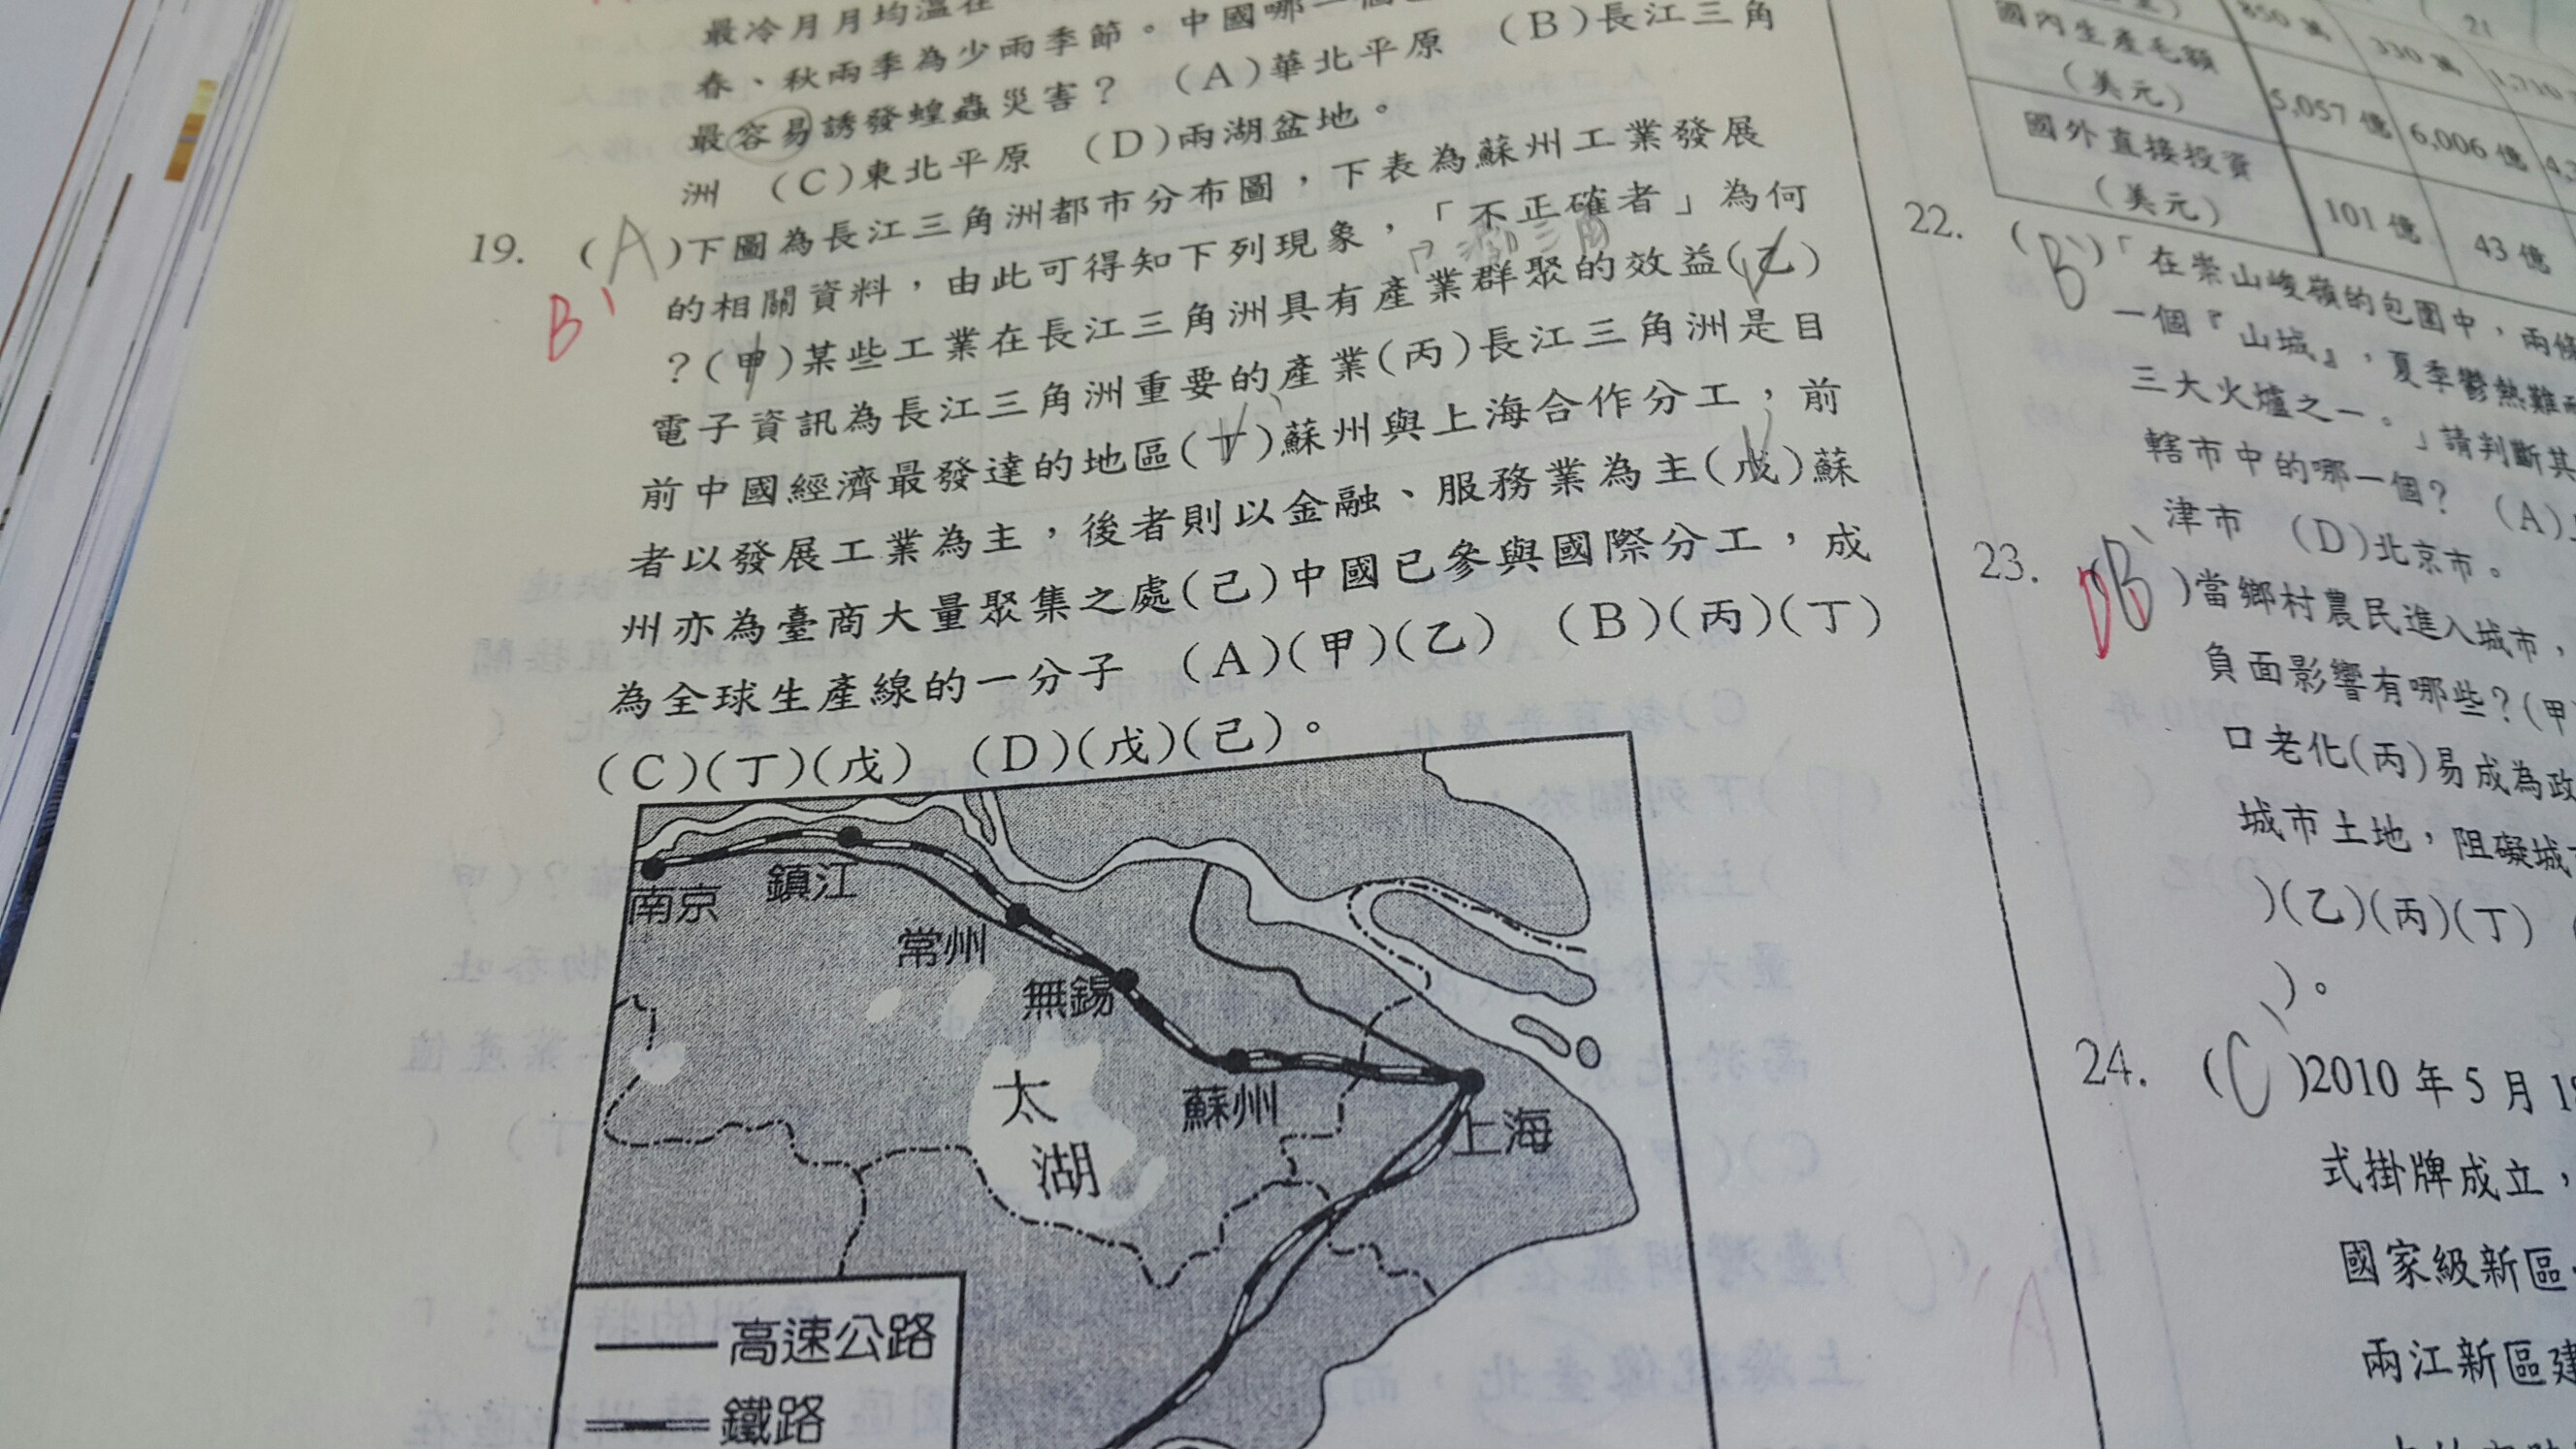 最冷月月均溫在
春、秋兩季為少雨季節。中國哪一個
最容易誘發蝗蟲災害? (A)華北平原 (B)長江三角
洲 (C)東北平原 (D)兩湖盆地。
19. (A)下圖為長江三角洲都市分布圖,下表為蘇州工業發展
B
的相關資料,由此可得知下列現象,「不正確者」為何
?(甲)某些工業在長江三角洲具有產業群聚的效益(乙)
電子資訊為長江三角洲重要的產業(丙)長江三角洲是目
前中國經濟最發達的地區(丁)蘇州與上海合作分工,前
者以發展工業為主,後者則以金融、服務業為主(戊)蘇
州亦為臺商大量聚集之處(己)中國已參與國際分工,成
為全球生產線的一分子 (A)(甲)(乙) (B)(丙)(丁)
(C)(丁)(戊) (D)(戊)(己)。
南京
鎮江
常州
無錫
太湖
蘇州
上海
高速公路
鐵路
850 萬 330 萬 21
國內生產毛額
(美元)
5,057 億 6,006 億
國外直接投資
(美元)
101 億 43 億
22. (B)「在崇山峻嶺的包圍中,兩條
一個『山城』,夏季鬱熱難
三大火爐之一。」請判斷其
轄市中的哪一個? (A)
津市 (D)北京市。
23. (B)當鄉村農民進入城市,
D
負面影響有哪些?(甲)
口老化(丙)易成為政
城市土地,阻礙城
)(乙)(丙)(丁)
)。
24. (C)2010 年 5 月 1
式掛牌成立,
國家級新區
兩江新區建